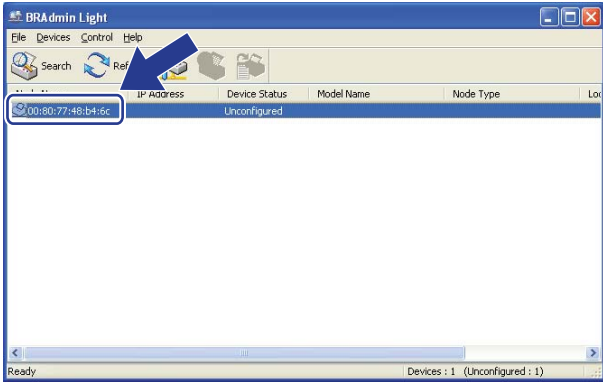 BRAdmin Light
File Devices Control Help
Search
IP Address Device Status Model Name Node Type
00:80:77:48:b4:6c Unconfigured
Ready Devices : 1 (Unconfigured : 1)